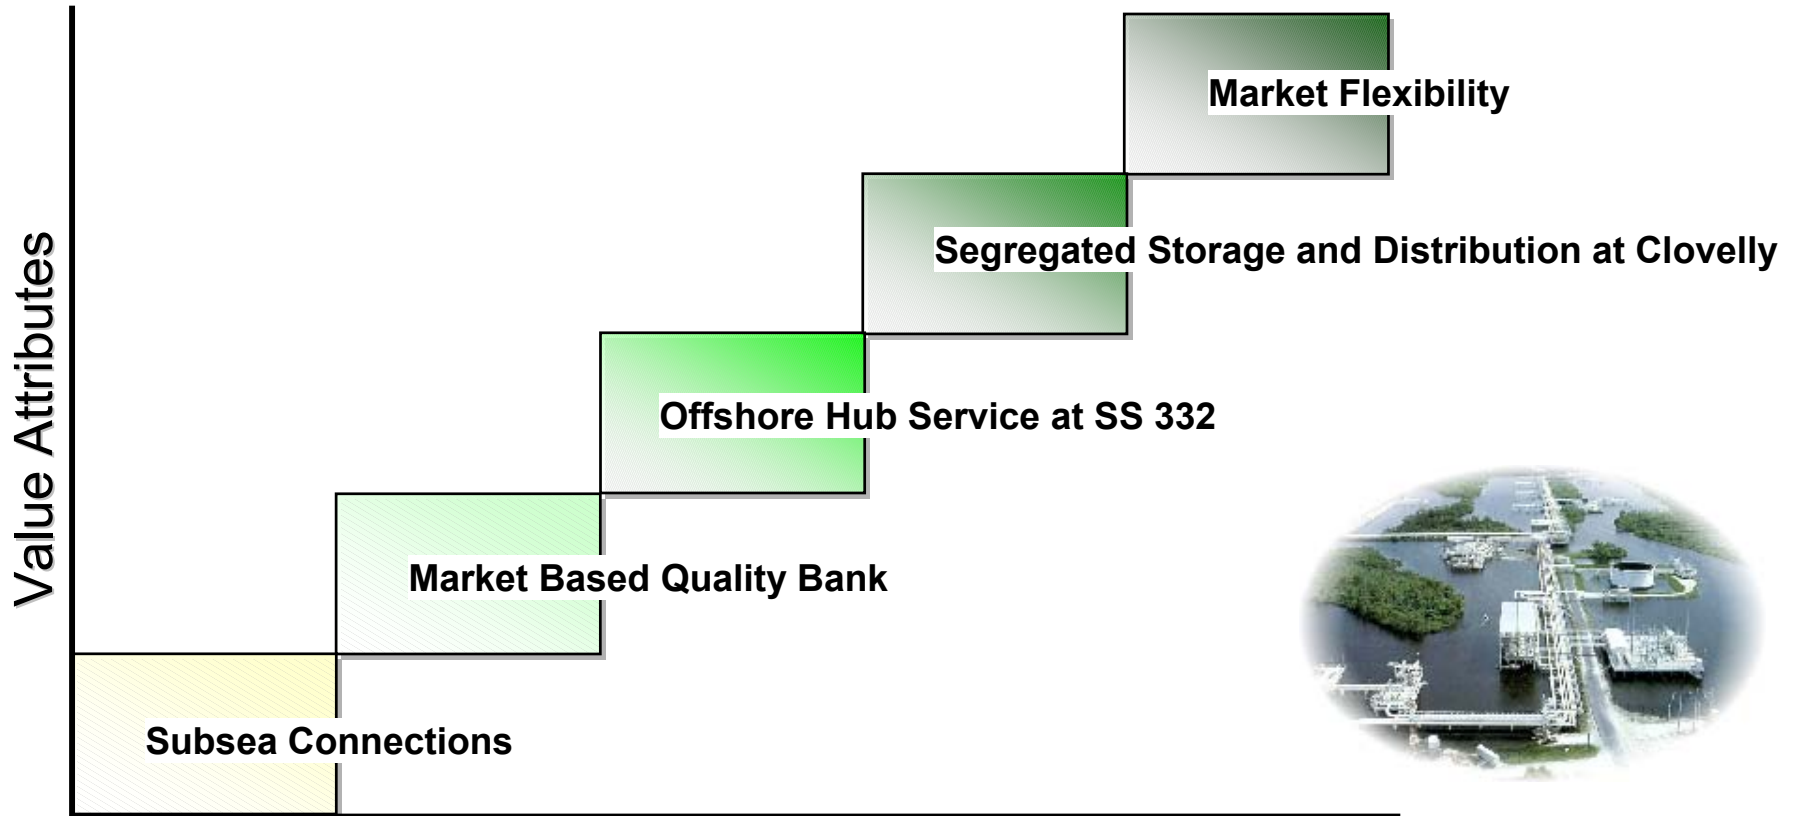 Market Flexibility
Segregated Storage and Distribution at Clovelly
Offshore Hub Service at SS 332
Market Based Quality Bank
Subsea Connections
Value Attributes